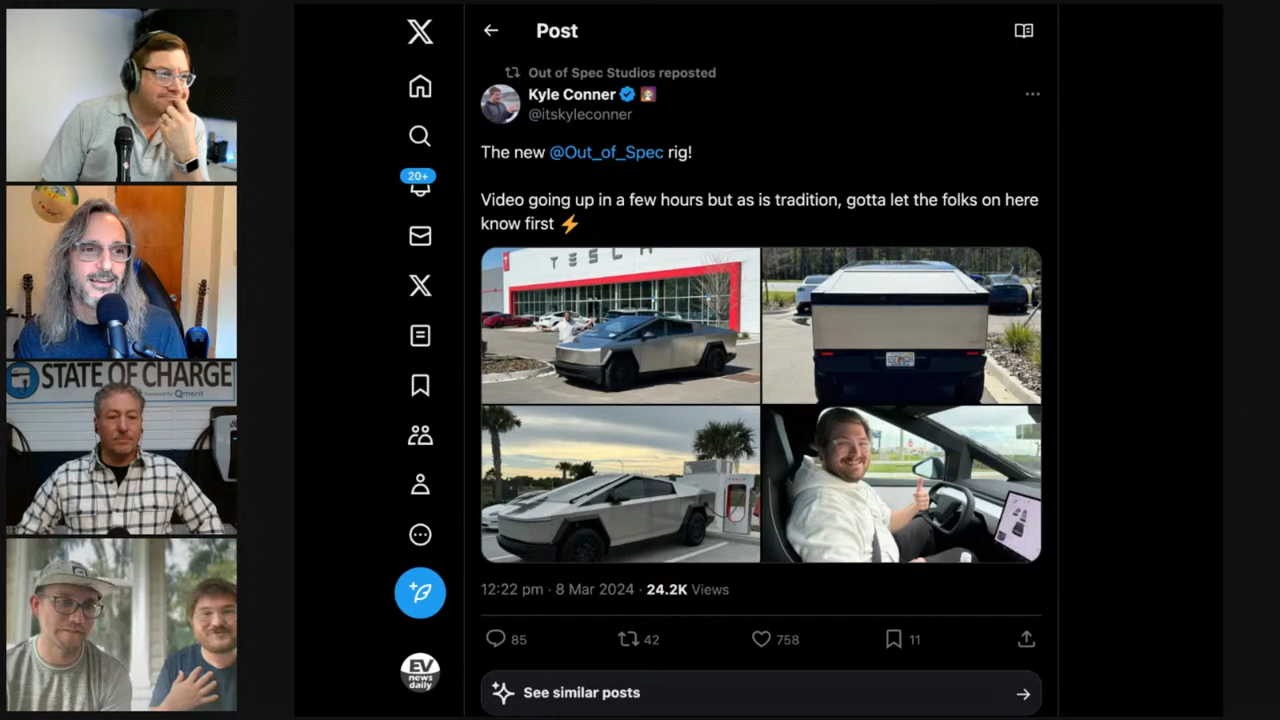 STATE OF CHARGE
powered by Qmerit
20+
EV
news
daily
Post
Out of Spec Studios reposted
Kyle Conner
@itskyleconner
The new @Out_of_Spec rig!
Video going up in a few hours but as is tradition, gotta let the folks on here
know first ⚡
TESLA
12:22 pm · 8 Mar 2024 · 24.2K Views
85 42 758 11
See similar posts